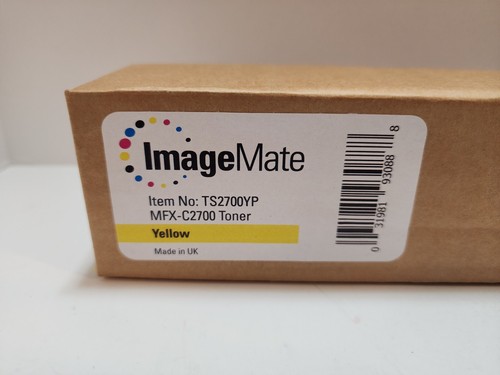 ImageMate
Item No: TS2700YP
MFX-C2700 Toner
Yellow
Made in UK
0 31981 93088 8